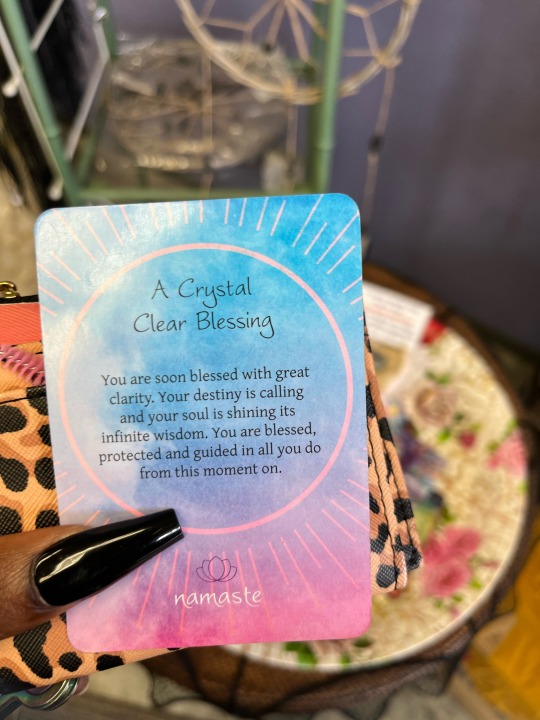 A Crystal
Clear Blessing
You are soon blessed with great
clarity. Your destiny is calling
and your soul is shining its
infinite wisdom. You are blessed,
protected and guided in all you do
from this moment on.
namaste